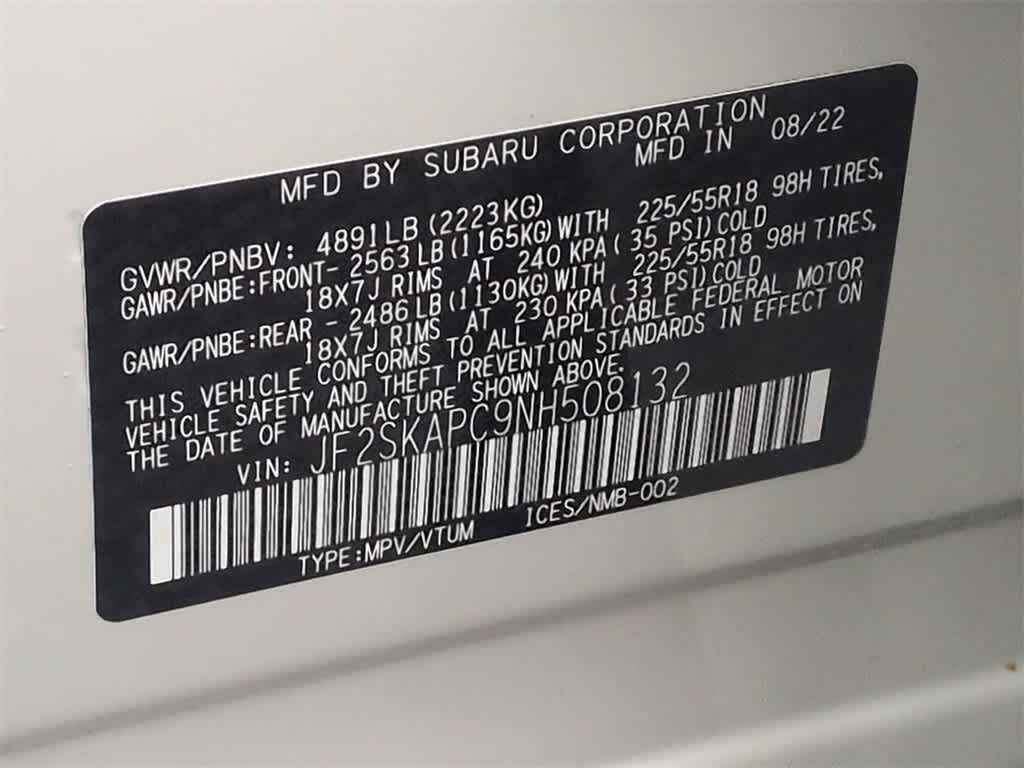 MFD BY SUBARU CORPORATION
MFD IN 08/22
GVWR/PNBV: 4891LB (2223KG)
GAWR/PNBE:FRONT- 2563LB(1165KG)WITH 225/55R18 98H TIRES,
18X7J RIMS AT 240 KPA( 35 PSI)COLD
GAWR/PNBE:REAR - 2486LB(1130KG)WITH 225/55R18 98H TIRES,
18X7J RIMS AT 230 KPA( 33 PSI)COLD
THIS VEHICLE CONFORMS TO ALL APPLICABLE FEDERAL MOTOR
VEHICLE SAFETY AND THEFT PREVENTION STANDARDS IN EFFECT ON
THE DATE OF MANUFACTURE SHOWN ABOVE.
VIN: JF2SKAPC9NH508132
TYPE:MPV/VTUM ICES/NMB-002